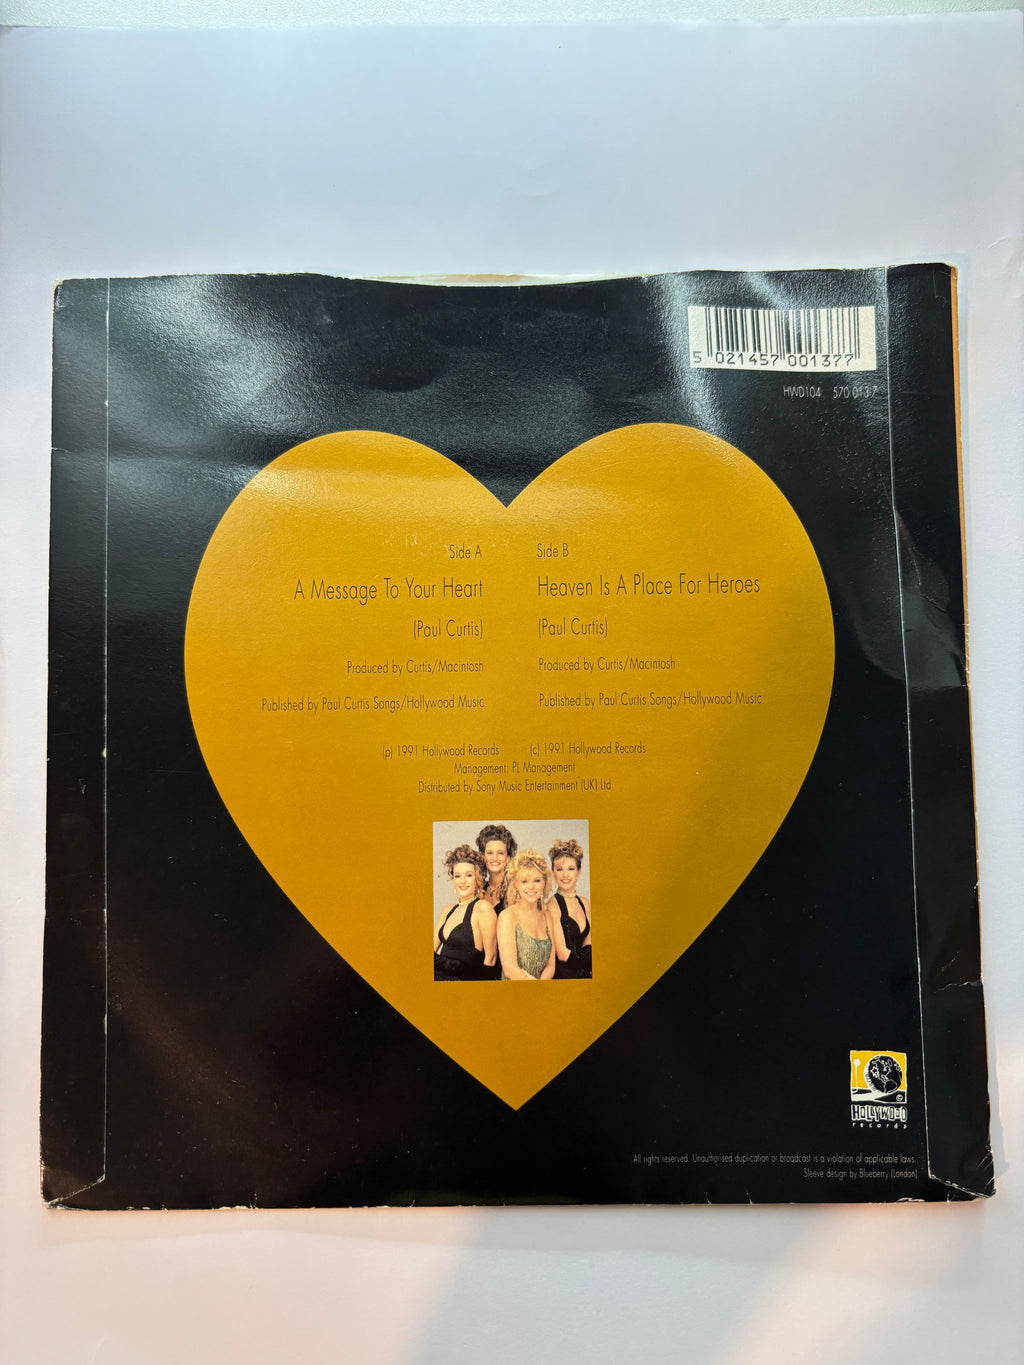 5 021457 001377
HWD104 570 013 7
Side A
A Message To Your Heart
(Paul Curtis)
Produced by Curtis/Macintosh
Published by Paul Curtis Songs/Hollywood Music
Side B
Heaven Is A Place For Heroes
(Paul Curtis)
Produced by Curtis/Macintosh
Published by Paul Curtis Songs/Hollywood Music
(p) 1991 Hollywood Records (c) 1991 Hollywood Records
Management: PL Management
Distributed by Sony Music Entertainment (UK) Ltd
©
HOLLYWOOD
records
All rights reserved. Unauthorised duplication or broadcast is a violation of applicable laws.
Sleeve design by Blueberry (London)